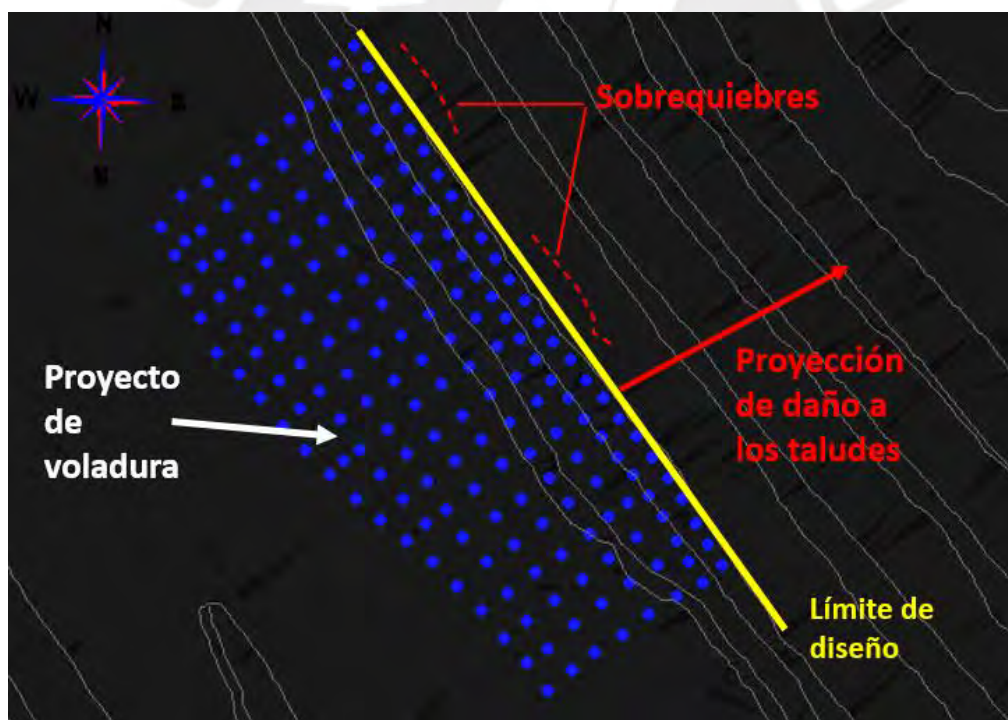 N
W
Sobrequiebres
Proyecto
de
voladura
Proyección
de daño a
los taludes
Límite de
diseño